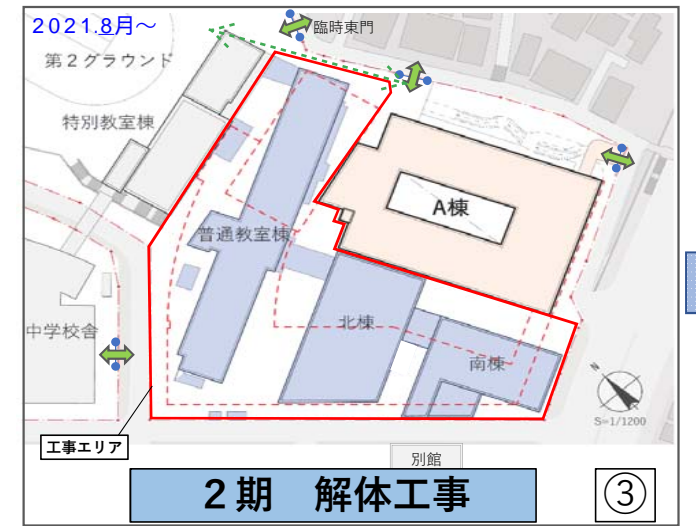 2021.8月～
臨時東門
第２グラウンド
特別教室棟
A棟
普通教室棟
北棟
中学校舎
南棟
N
S=1/1200
工事エリア
別館
２期　解体工事
③